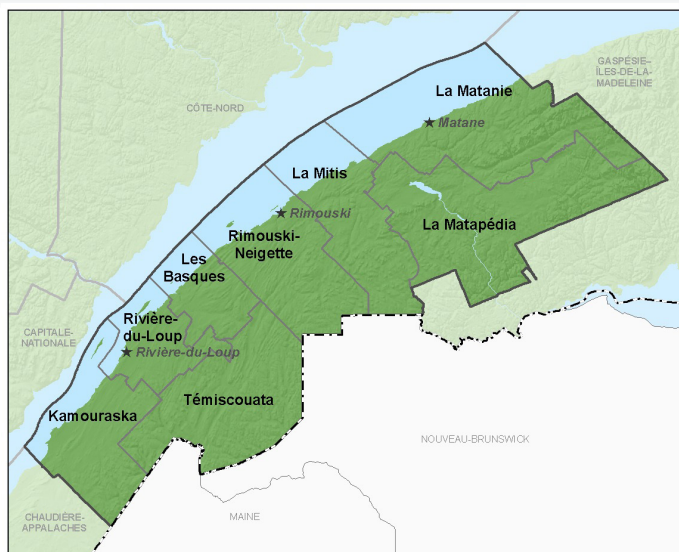 GASPÉSIE-
ÎLES-DE-LA-
MADELEINE
La Matanie
CÔTE-NORD
Matane
La Mitis
Rimouski
La Matapédia
Rimouski-
Neigette
Les
Basques
Rivière-
du-Loup
CAPITALE-
NATIONALE
Rivière-du-Loup
Témiscouata
Kamouraska
NOUVEAU-BRUNSWICK
CHAUDIÈRE-
APPALACHES
MAINE